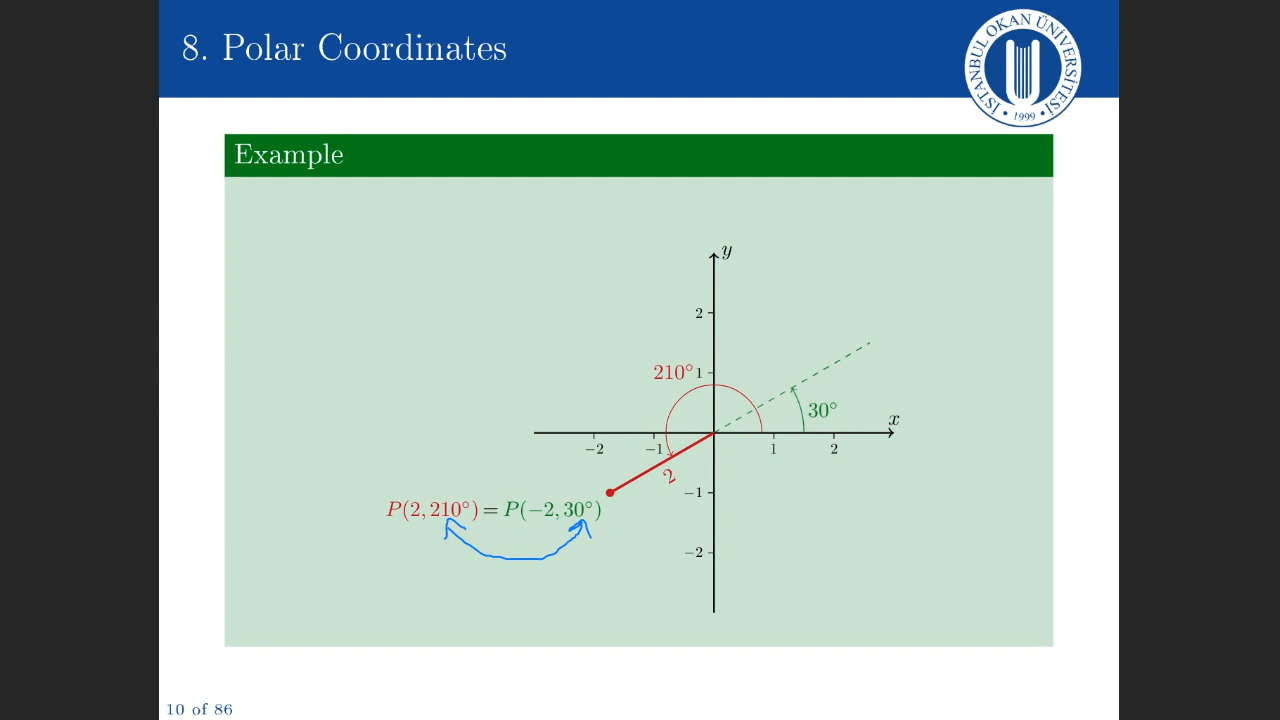 8. Polar Coordinates
İSTANBUL OKAN ÜNİVERSİTESİ
• 1999 •
Example
y
2
210° 1
30°
x
−2 −1 1 2
2
−1
P(2, 210°) = P(−2, 30°)
−2
10 of 86